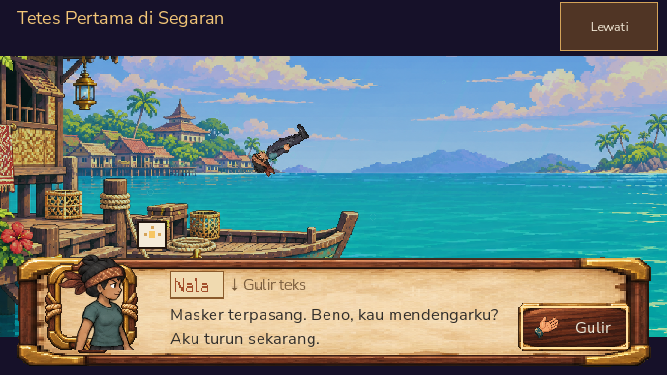 Tetes Pertama di Segaran
Lewati
Nala
↓ Gulir teks
Masker terpasang. Beno, kau mendengarku?
Aku turun sekarang.
Gulir